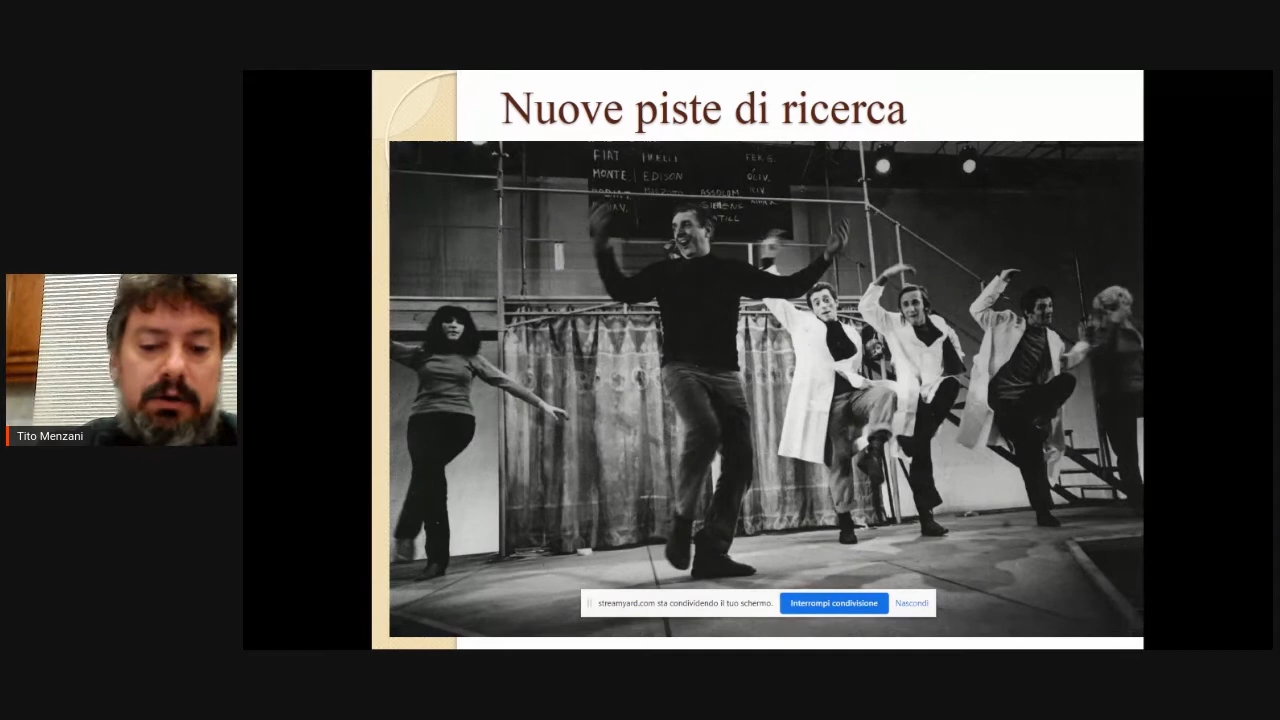 Nuove piste di ricerca
FIAT
MONTE EDISON
ASSOLOM
Tito Menzani
streamyard.com sta condividendo il tuo schermo. Interrompi condivisione Nascondi